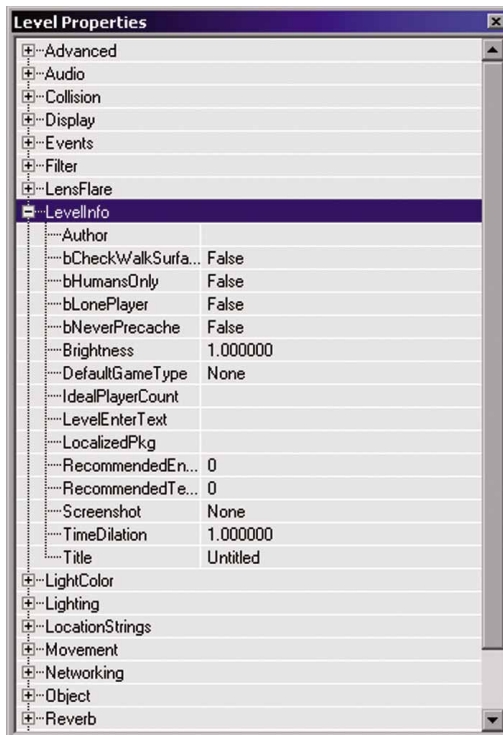 Level Properties
Advanced
Audio
Collision
Display
Events
Filter
LensFlare
LevelInfo
Author
bCheckWalkSurfa... False
bHumansOnly False
bLonePlayer False
bNeverPrecache False
Brightness 1.000000
DefaultGameType None
IdealPlayerCount
LevelEnterText
LocalizedPkg
RecommendedEn... 0
RecommendedTe... 0
Screenshot None
TimeDilation 1.000000
Title Untitled
LightColor
Lighting
LocationStrings
Movement
Networking
Object
Reverb